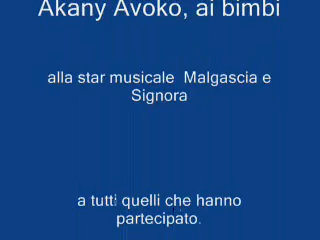 Akany Avoko, ai bimbi
alla star musicale Malgascia e
Signora
a tutti quelli che hanno
partecipato.